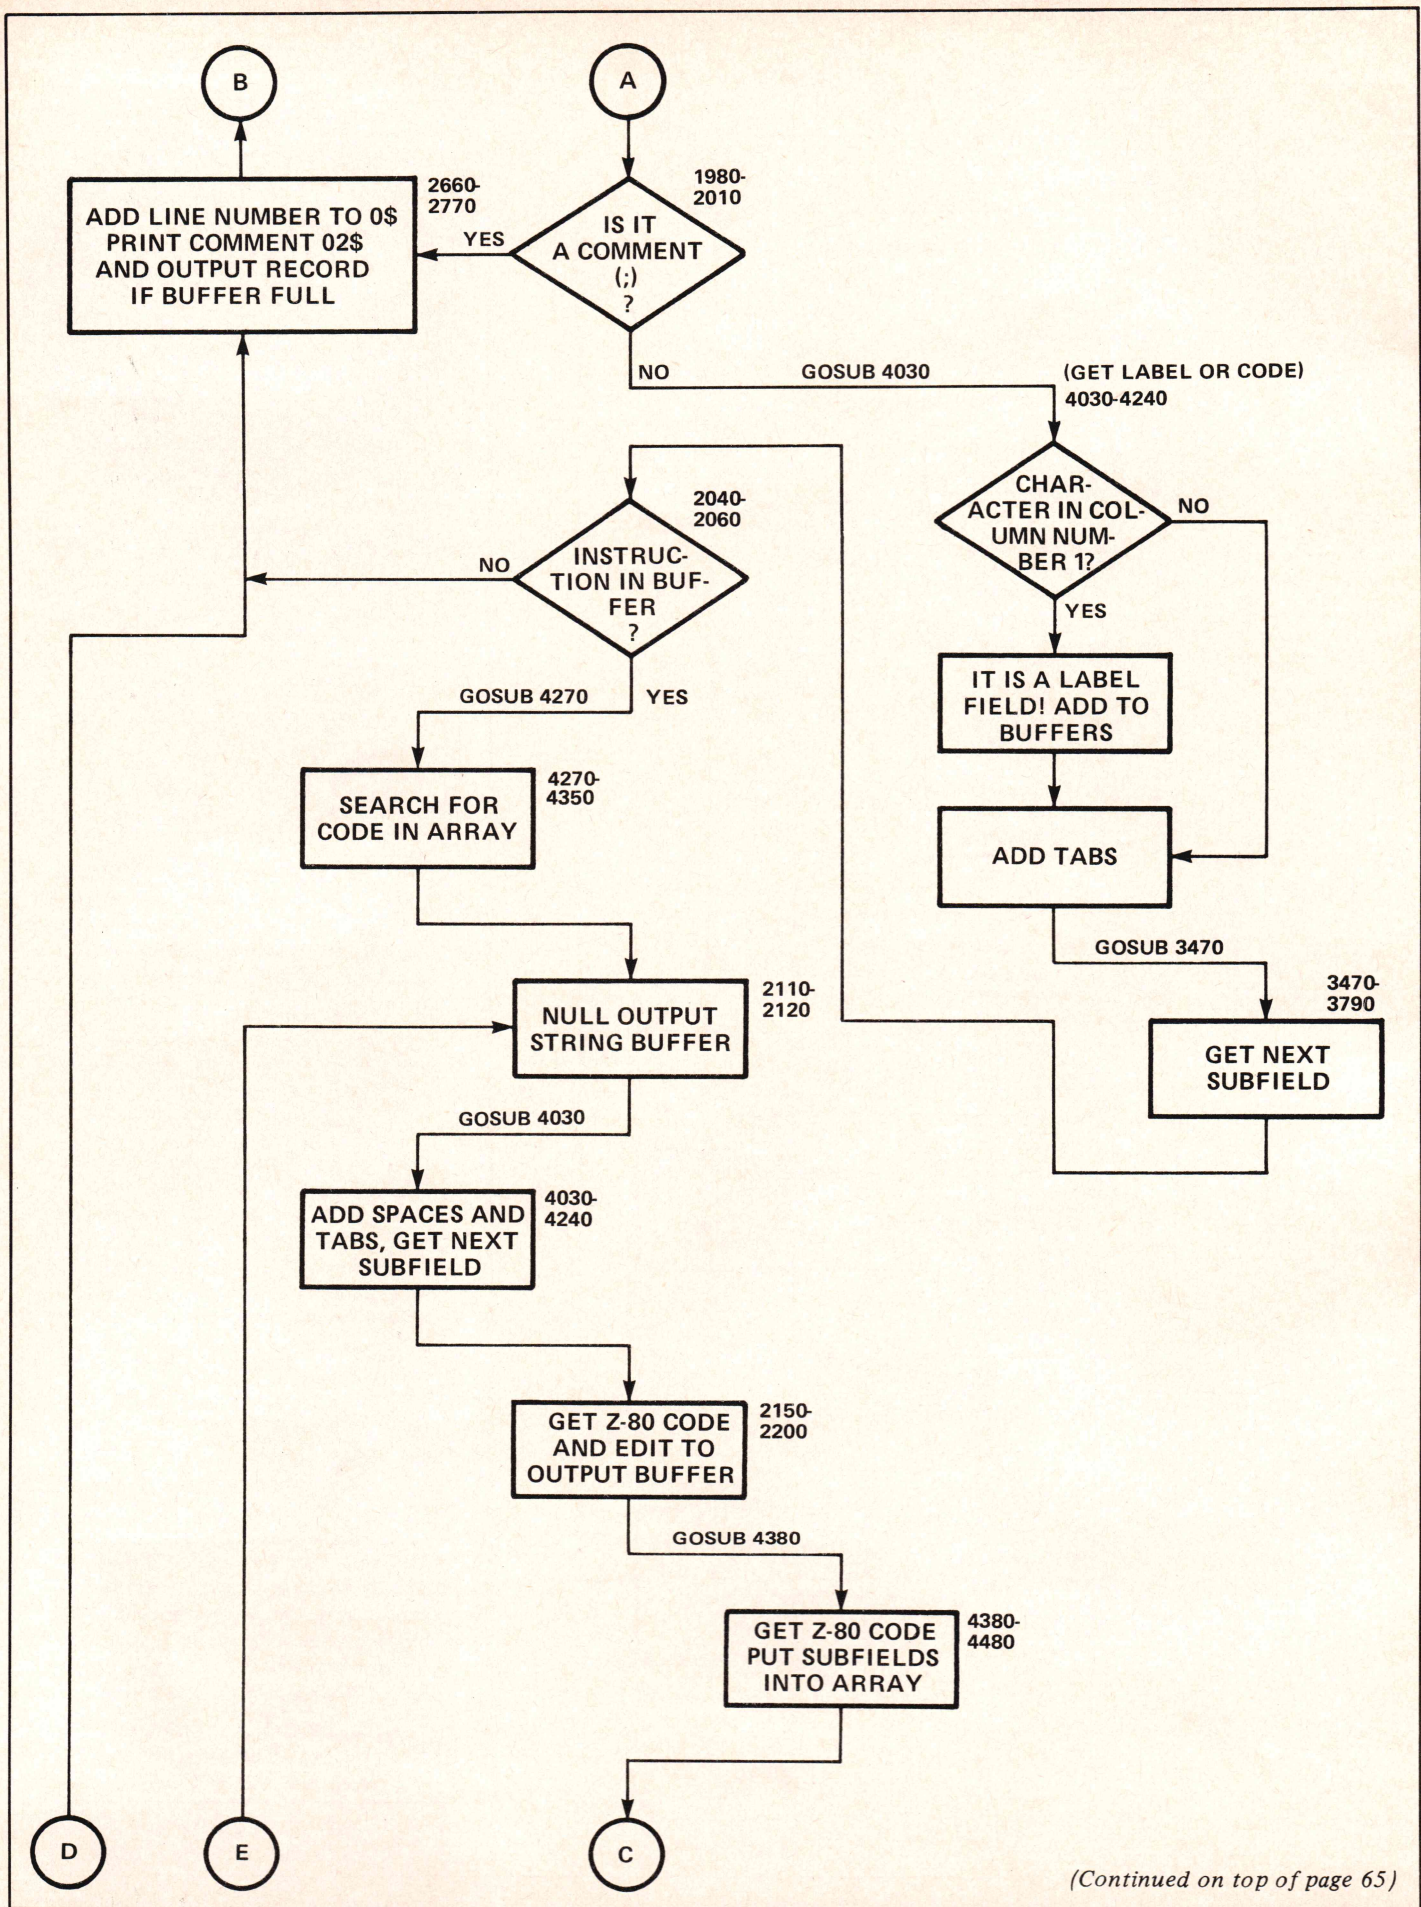 B
A
2660-
2770
ADD LINE NUMBER TO 0$
PRINT COMMENT 02$
AND OUTPUT RECORD
IF BUFFER FULL
YES
1980-
2010
IS IT
A COMMENT
(;)
?
NO
GOSUB 4030
(GET LABEL OR CODE)
4030-4240
CHAR-
ACTER IN COL-
UMN NUM-
BER 1?
NO
YES
2040-
2060
INSTRUC-
TION IN BUF-
FER
?
NO
GOSUB 4270
YES
IT IS A LABEL
FIELD! ADD TO
BUFFERS
4270-
4350
SEARCH FOR
CODE IN ARRAY
ADD TABS
GOSUB 3470
3470-
3790
GET NEXT
SUBFIELD
2110-
2120
NULL OUTPUT
STRING BUFFER
GOSUB 4030
4030-
4240
ADD SPACES AND
TABS, GET NEXT
SUBFIELD
2150-
2200
GET Z-80 CODE
AND EDIT TO
OUTPUT BUFFER
GOSUB 4380
4380-
4480
GET Z-80 CODE
PUT SUBFIELDS
INTO ARRAY
D
E
C
(Continued on top of page 65)